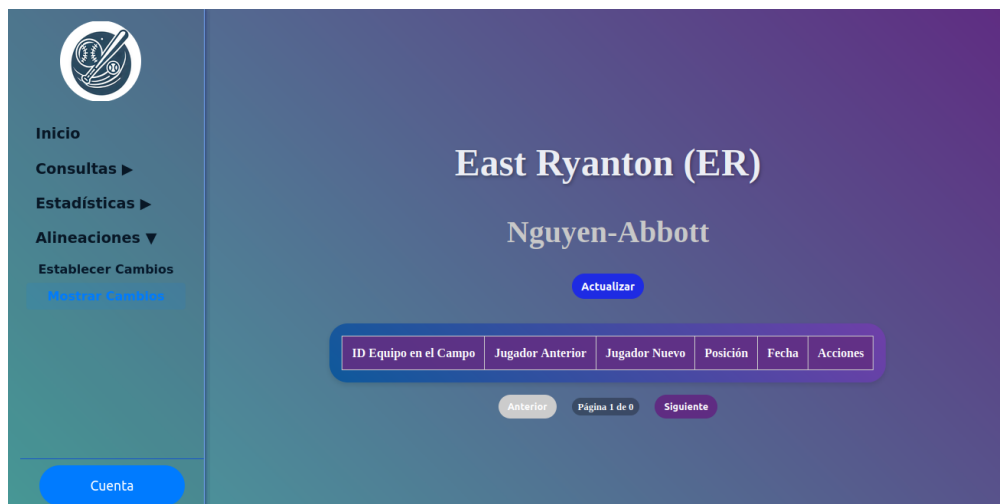 Inicio
Consultas ▶
Estadísticas ▶
Alineaciones ▼
Establecer Cambios
Mostrar Cambios
Cuenta
East Ryanton (ER)
Nguyen-Abbott
Actualizar
ID Equipo en el Campo Jugador Anterior Jugador Nuevo Posición Fecha Acciones
Anterior Página 1 de 0 Siguiente